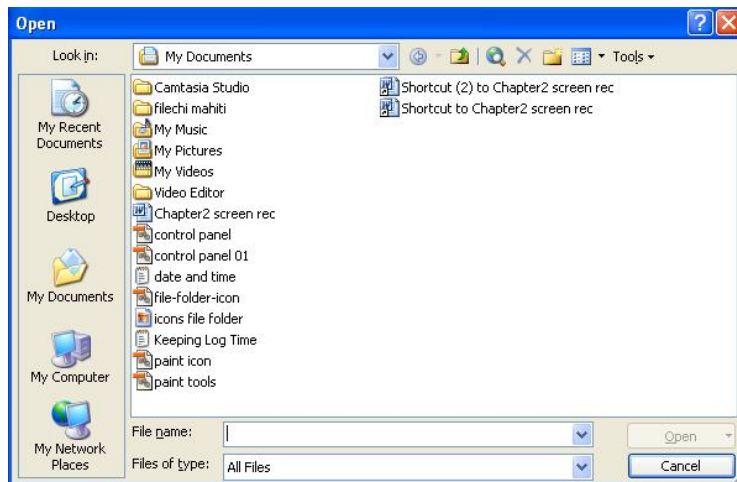 Open
Look in:
My Documents
Tools
My Recent
Documents
Desktop
My Documents
My Computer
My Network
Places
Camtasia Studio
filechi mahiti
My Music
My Pictures
My Videos
Video Editor
Chapter2 screen rec
control panel
control panel 01
date and time
file-folder-icon
icons file folder
Keeping Log Time
paint icon
paint tools
Shortcut (2) to Chapter2 screen rec
Shortcut to Chapter2 screen rec
File name:
Open
Files of type:
All Files
Cancel